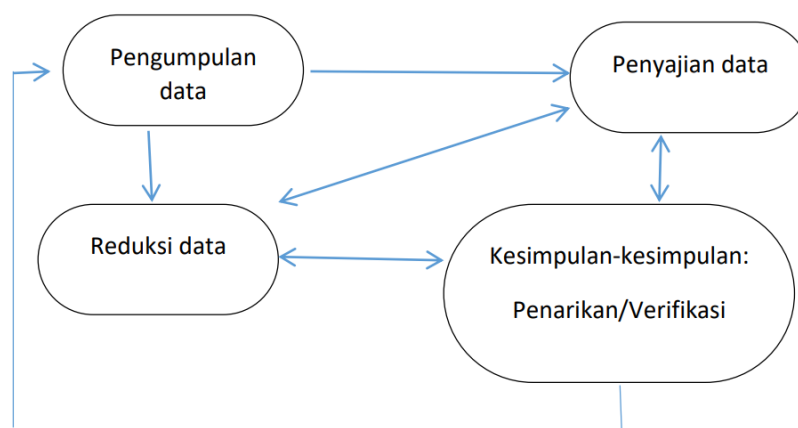 Pengumpulan
data
Penyajian data
Reduksi data
Kesimpulan-kesimpulan:
Penarikan/Verifikasi